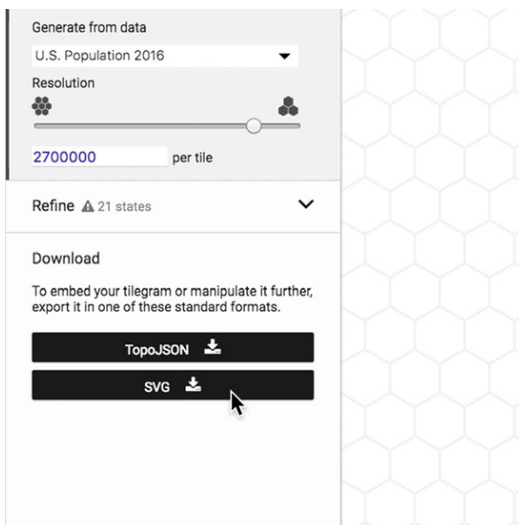 Generate from data
U.S. Population 2016
Resolution
2700000 per tile
Refine 21 states
Download
To embed your tilegram or manipulate it further,
export it in one of these standard formats.
TopoJSON
SVG